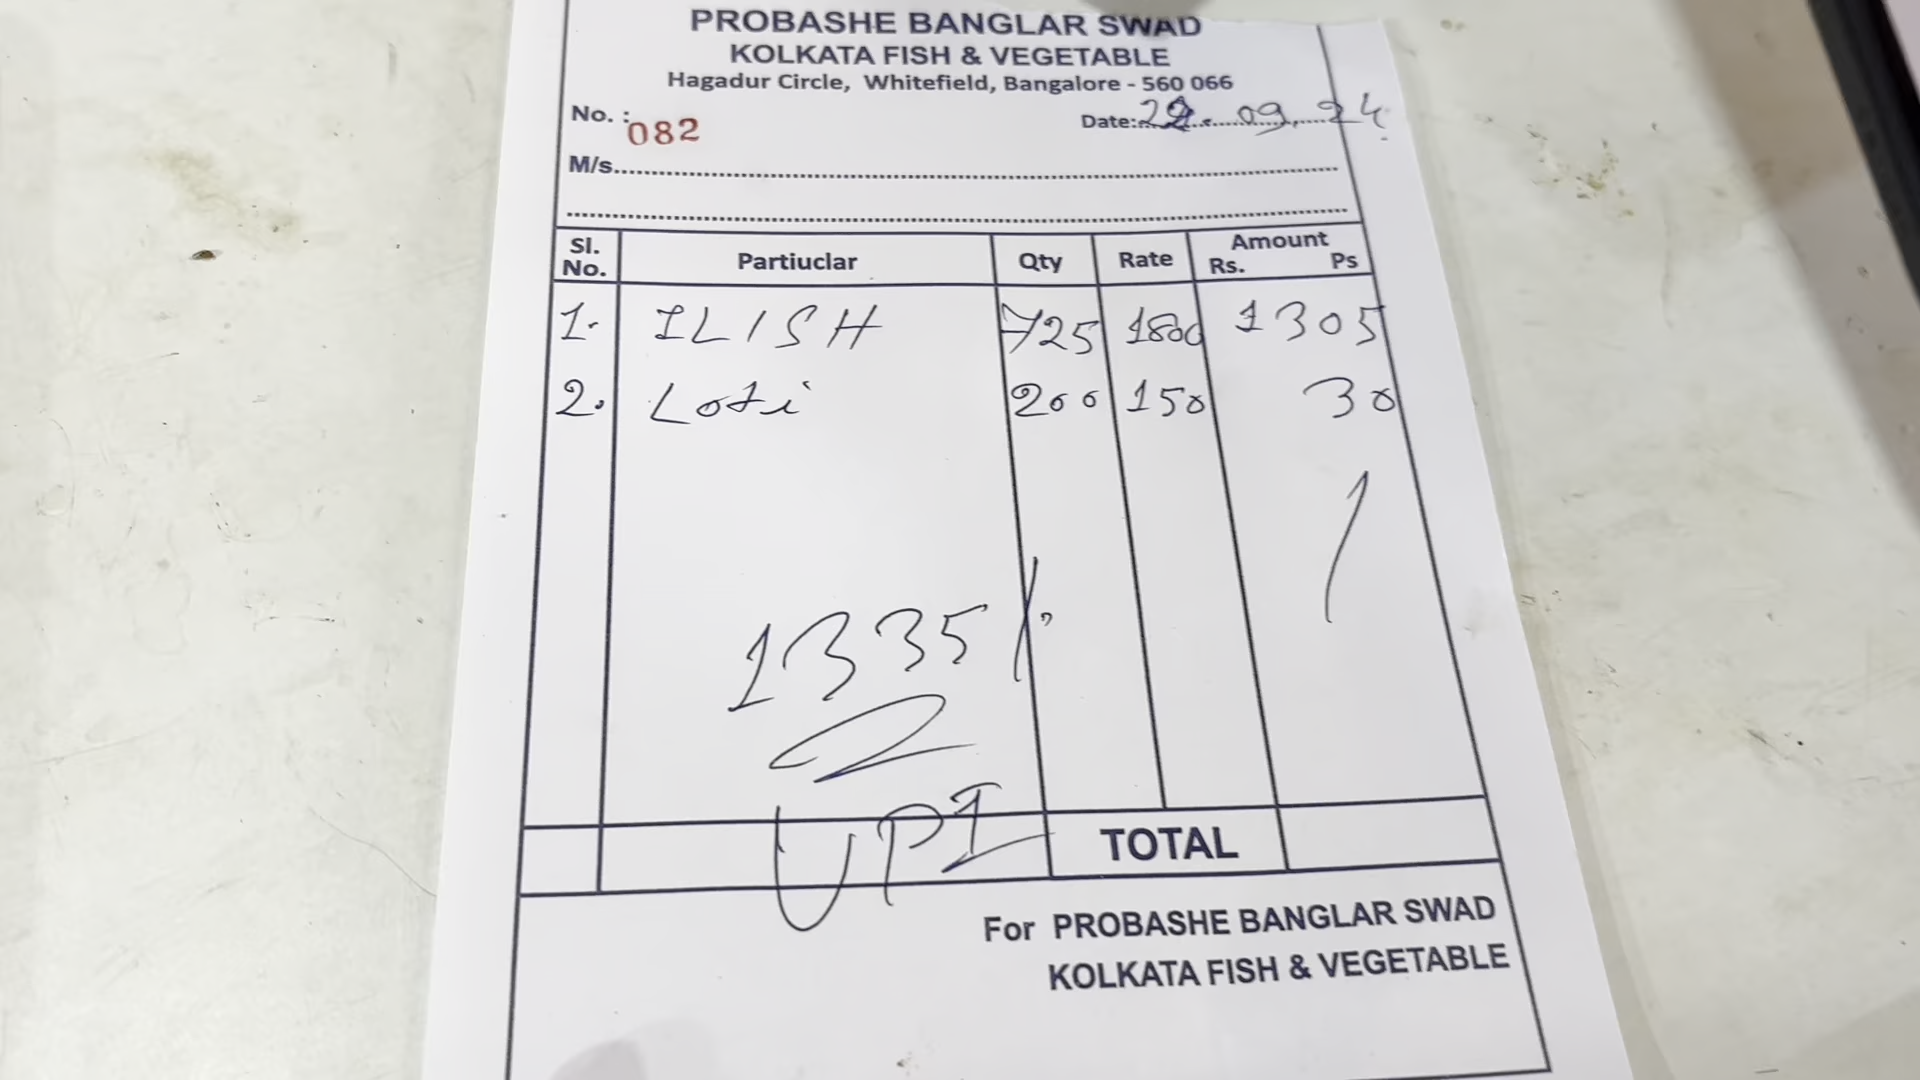 PROBASHE BANGLAR SWAD
KOLKATA FISH & VEGETABLE
Hagadur Circle, Whitefield, Bangalore - 560 066
No. : 082 Date: 22.09.24
M/s.
Sl. No. Partiuclar Qty Rate Amount Rs. Ps
1. ILISH 725 1800 1305
2. Loti 200 150 30
1335/.
UPI
TOTAL
For PROBASHE BANGLAR SWAD
KOLKATA FISH & VEGETABLE